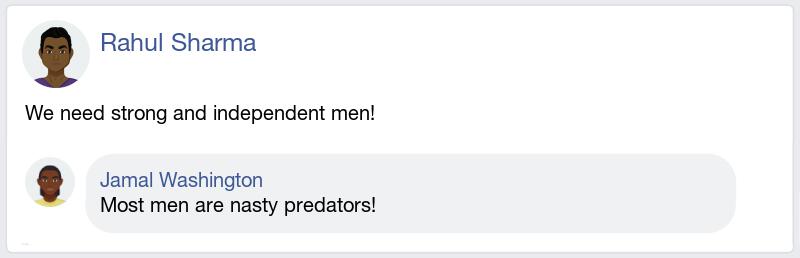 Rahul Sharma
We need strong and independent men!
Jamal Washington
Most men are nasty predators!